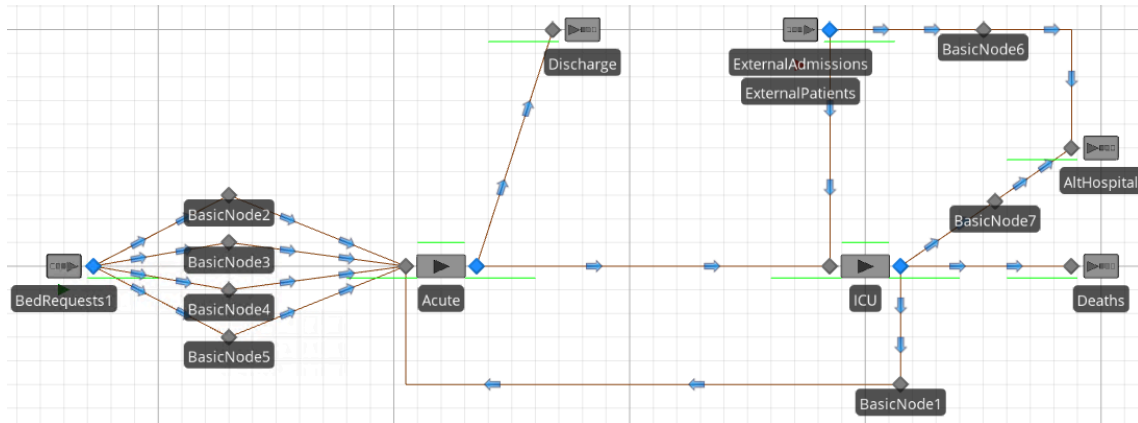 BasicNode6
Discharge
ExternalAdmissions
ExternalPatients
AltHospital
BasicNode2
BasicNode7
BasicNode3
BedRequests1
Acute
ICU
Deaths
BasicNode4
BasicNode5
BasicNode1